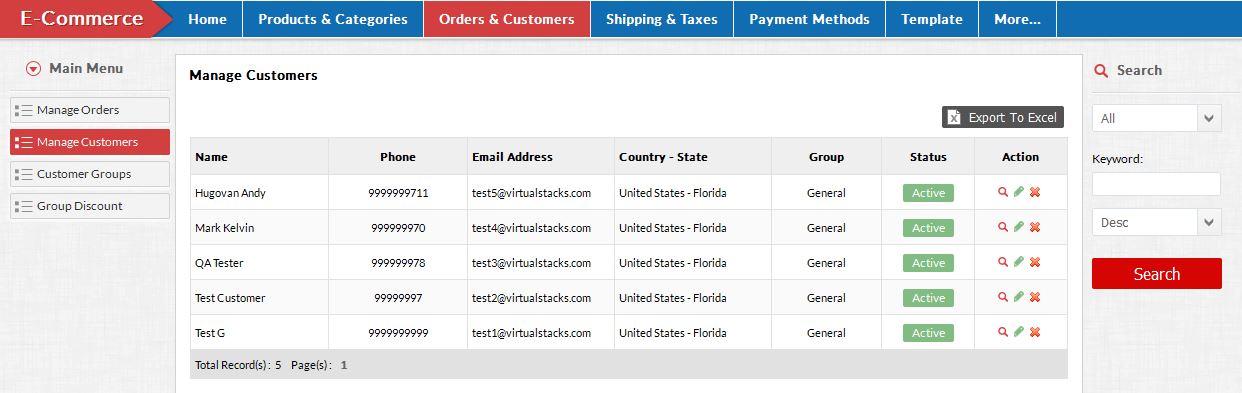 E-Commerce Home Products & Categories Orders & Customers Shipping & Taxes Payment Methods Template More...
Main Menu
Manage Orders
Manage Customers
Customer Groups
Group Discount
Manage Customers
Export To Excel
Name Phone Email Address Country - State Group Status Action
Hugovan Andy 9999999711 test5@virtualstacks.com United States - Florida General Active
Mark Kelvin 999999970 test4@virtualstacks.com United States - Florida General Active
QA Tester 999999978 test3@virtualstacks.com United States - Florida General Active
Test Customer 99999997 test2@virtualstacks.com United States - Florida General Active
Test G 9999999999 test1@virtualstacks.com United States - Florida General Active
Total Record(s): 5 Page(s): 1
Search
All
Keyword:
Desc
Search